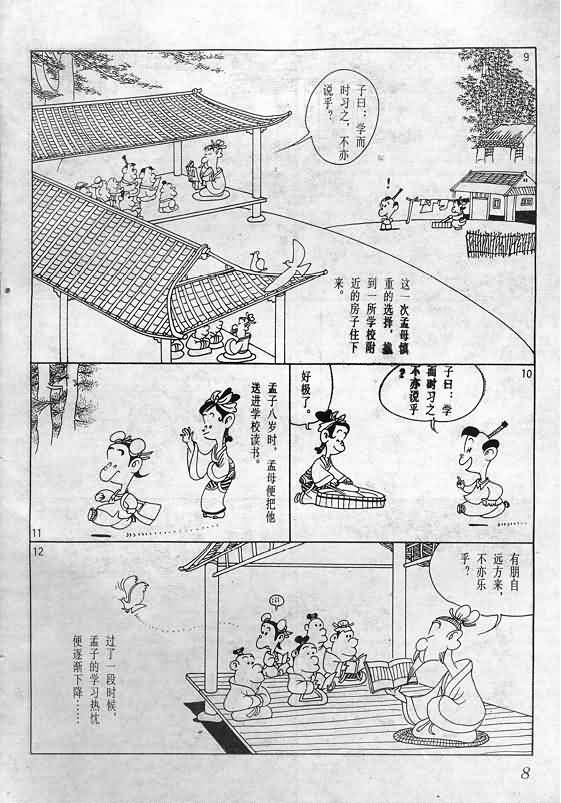 9
子曰：学而
时习之，不亦
说乎？
!
这一次孟母慎
重的选择，搬
到一所学校附
近的房子住下
来。
10
子曰：学
而时习之，
不亦说乎
？
好极了。
11
孟子八岁时，孟母便把他
送进学校读书。
12
有朋自
远方来，
不亦乐
乎？
过了一段时候，
孟子的学习热忱
便逐渐下降……
8